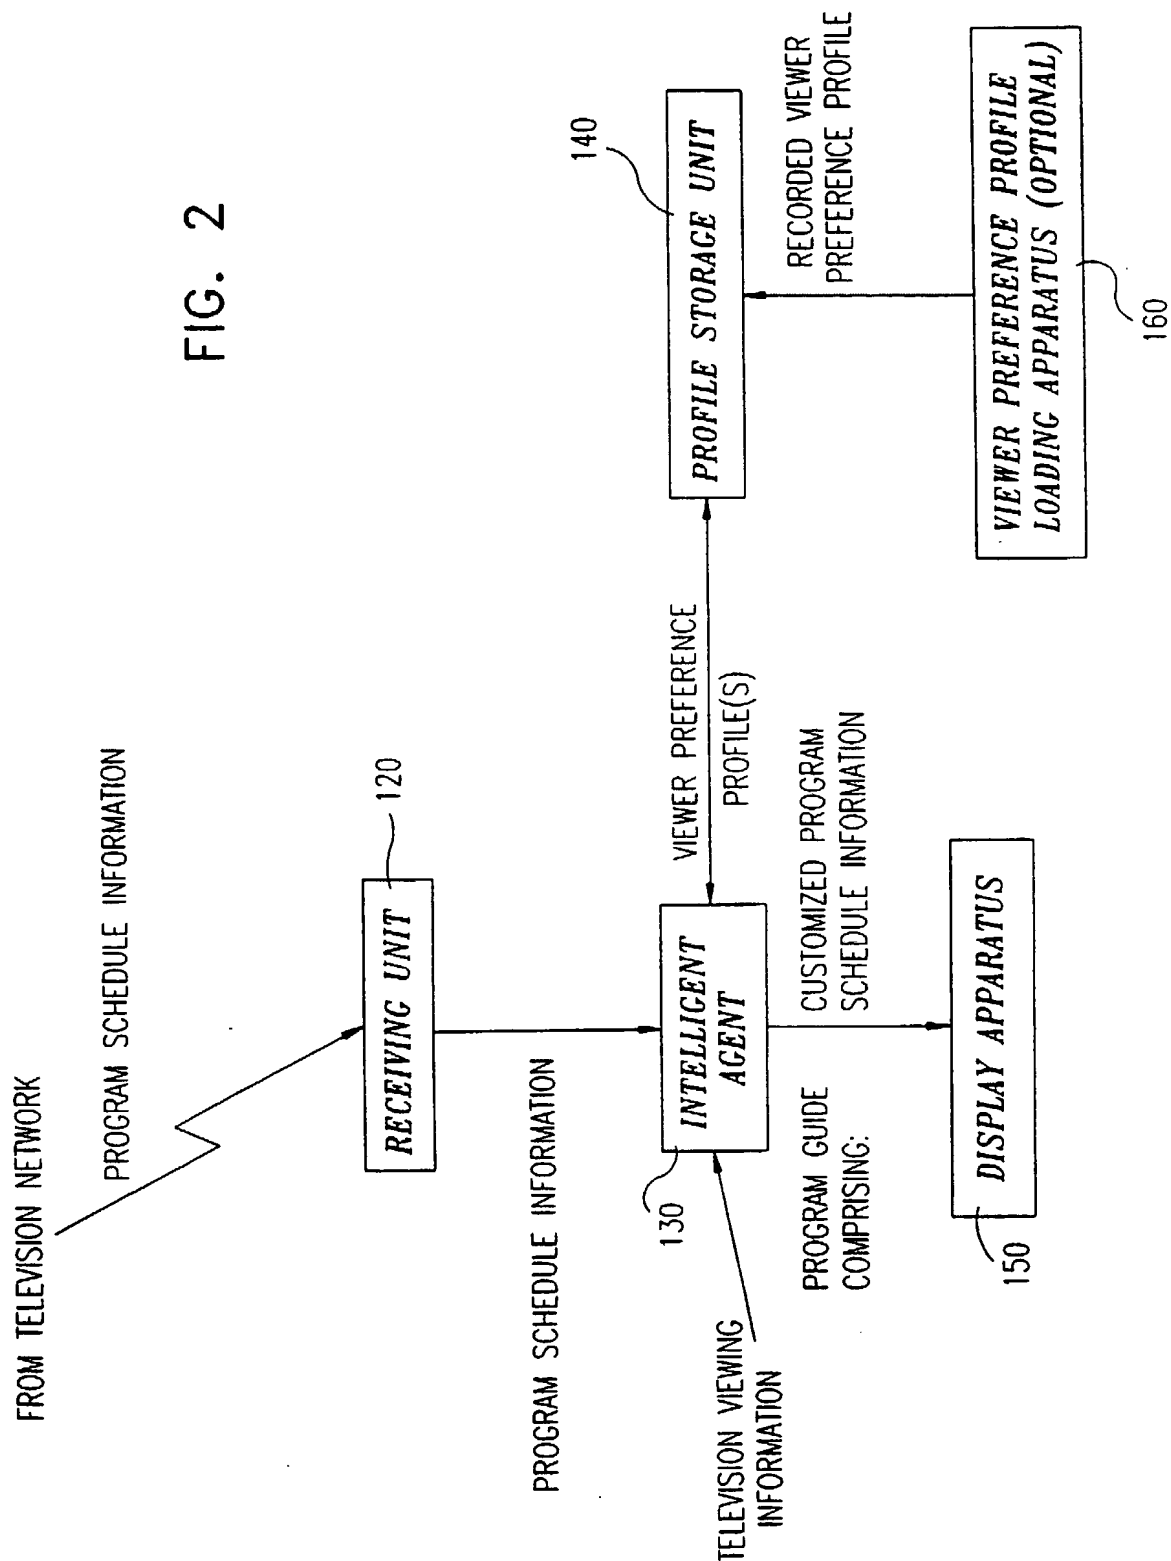 FIG. 2
FROM TELEVISION NETWORK
PROGRAM SCHEDULE INFORMATION
RECEIVING UNIT
120
PROGRAM SCHEDULE INFORMATION
TELEVISION VIEWING
INFORMATION
130
INTELLIGENT
AGENT
VIEWER PREFERENCE
PROFILE(S)
PROFILE STORAGE UNIT
140
PROGRAM GUIDE
COMPRISING:
CUSTOMIZED PROGRAM
SCHEDULE INFORMATION
RECORDED VIEWER
PREFERENCE PROFILE
150
DISPLAY APPARATUS
VIEWER PREFERENCE PROFILE
LOADING APPARATUS (OPTIONAL)
160